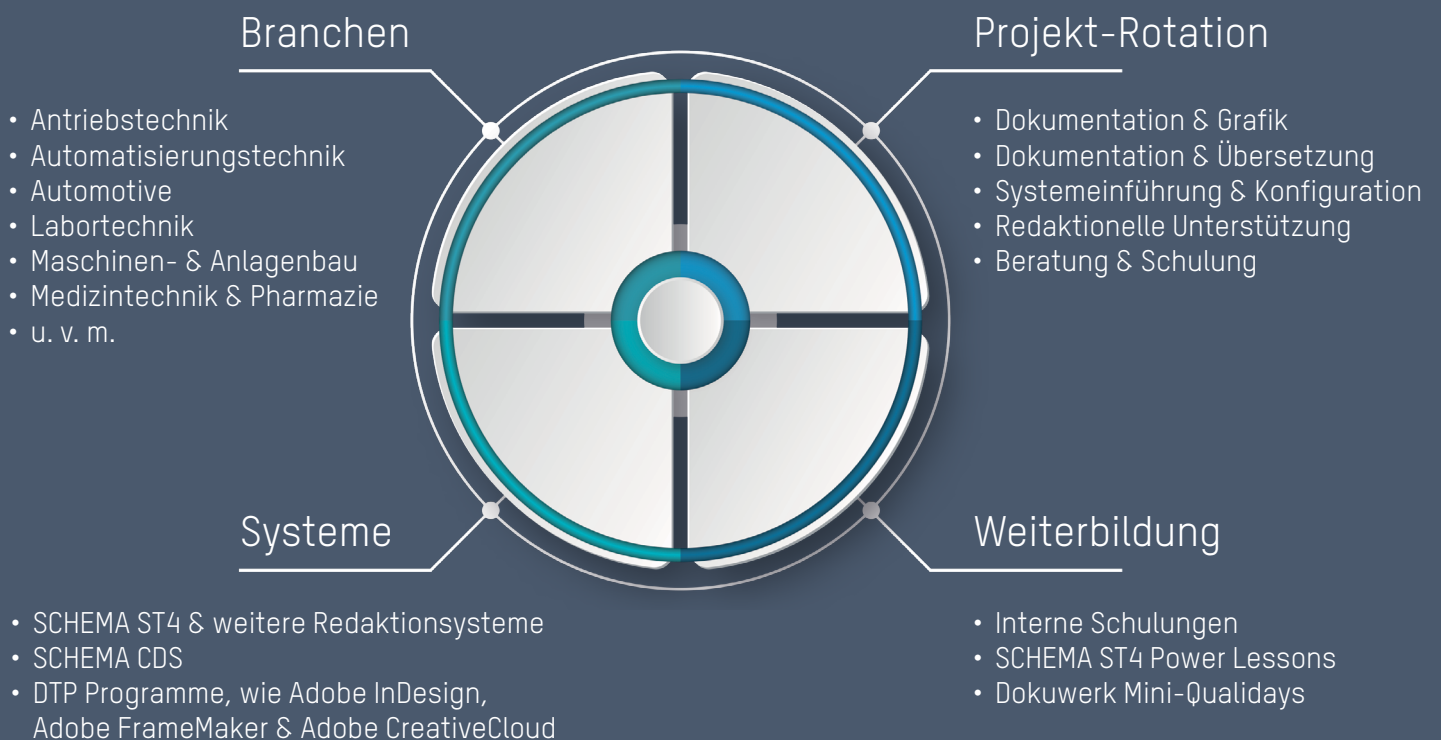 Branchen
• Antriebstechnik
• Automatisierungstechnik
• Automotive
• Labortechnik
• Maschinen- & Anlagenbau
• Medizintechnik & Pharmazie
• u. v. m.
Projekt-Rotation
• Dokumentation & Grafik
• Dokumentation & Übersetzung
• Systemeinführung & Konfiguration
• Redaktionelle Unterstützung
• Beratung & Schulung
Systeme
• SCHEMA ST4 & weitere Redaktionsysteme
• SCHEMA CDS
• DTP Programme, wie Adobe InDesign,
Adobe FrameMaker & Adobe CreativeCloud
Weiterbildung
• Interne Schulungen
• SCHEMA ST4 Power Lessons
• Dokuwerk Mini-Qualidays